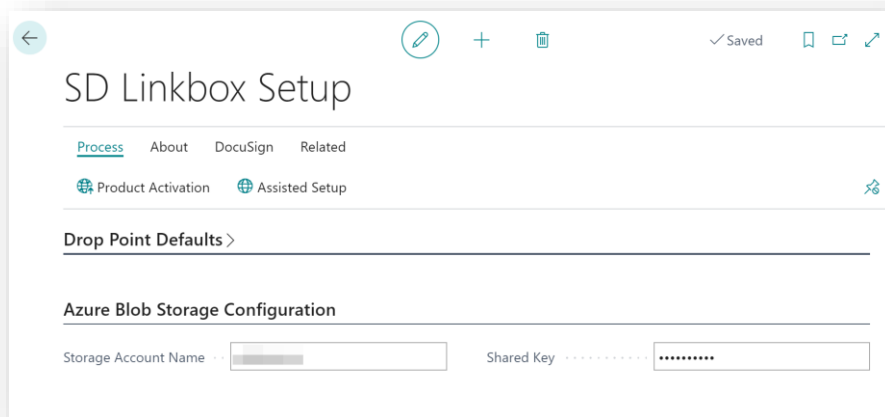 Saved
SD Linkbox Setup
Process About DocuSign Related
Product Activation Assisted Setup
Drop Point Defaults
Azure Blob Storage Configuration
Storage Account Name Shared Key ••••••••••